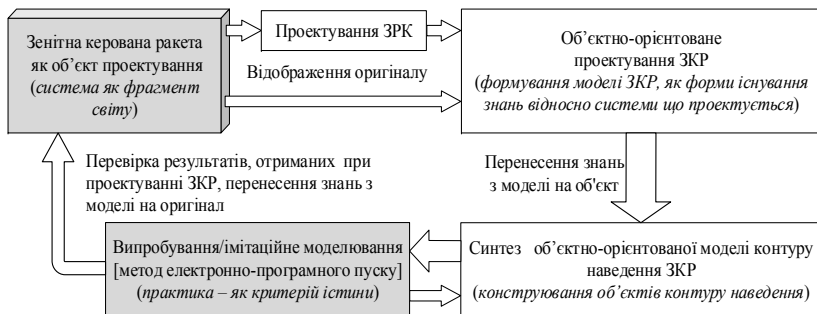 Зенітна керована ракета
як об’єкт проектування
(система як фрагмент
світу)
Проектування ЗРК
Відображення оригіналу
Об’єктно-орієнтоване
проектування ЗКР
(формування моделі ЗКР, як форми існування
знань відносно системи що проектується)
Перевірка результатів, отриманих при
проектуванні ЗКР, перенесення знань з
моделі на оригінал
Перенесення знань
з моделі на об'єкт
Випробування/імітаційне моделювання
[метод електронно-програмного пуску]
(практика – як критерій істини)
Синтез об’єктно-орієнтованої моделі контуру
наведення ЗКР
(конструювання об’єктів контуру наведення)